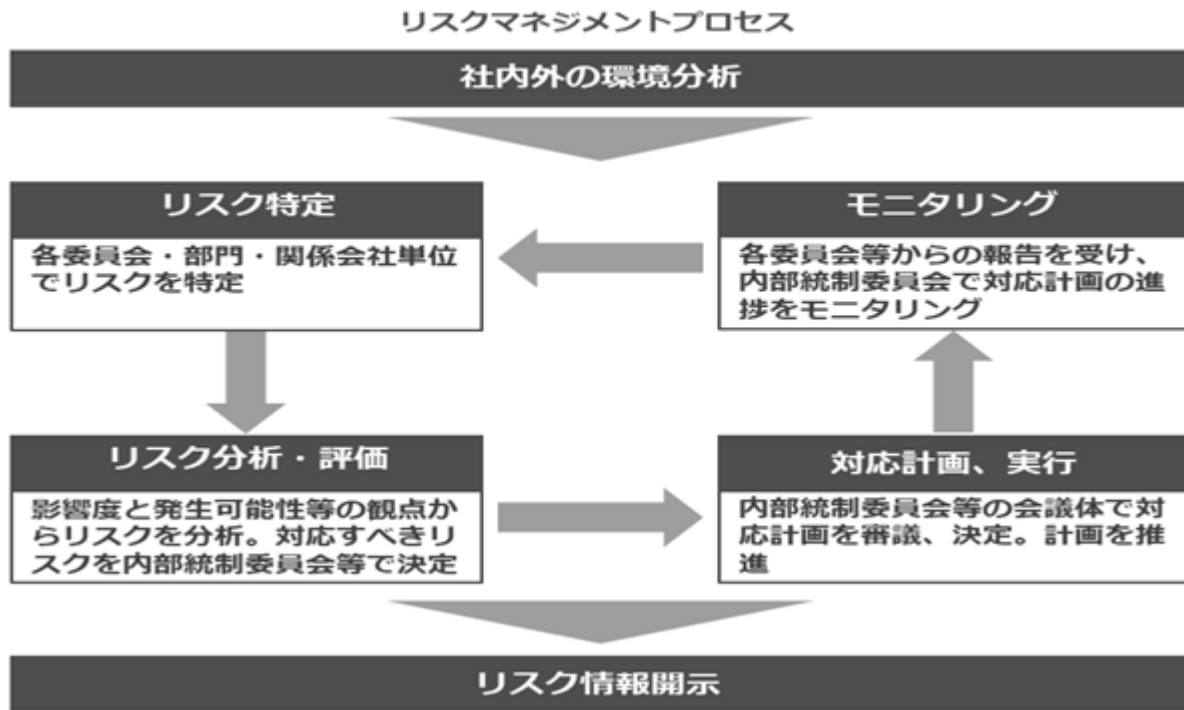 リスクマネジメントプロセス
社内外の環境分析
リスク特定
各委員会・部門・関係会社単位
でリスクを特定
モニタリング
各委員会等からの報告を受け、
内部統制委員会で対応計画の進
捗をモニタリング
リスク分析・評価
影響度と発生可能性等の観点か
らリスクを分析。対応すべきリ
スクを内部統制委員会等で決定
対応計画、実行
内部統制委員会等の会議体で対
応計画を審議、決定。計画を推
進
リスク情報開示